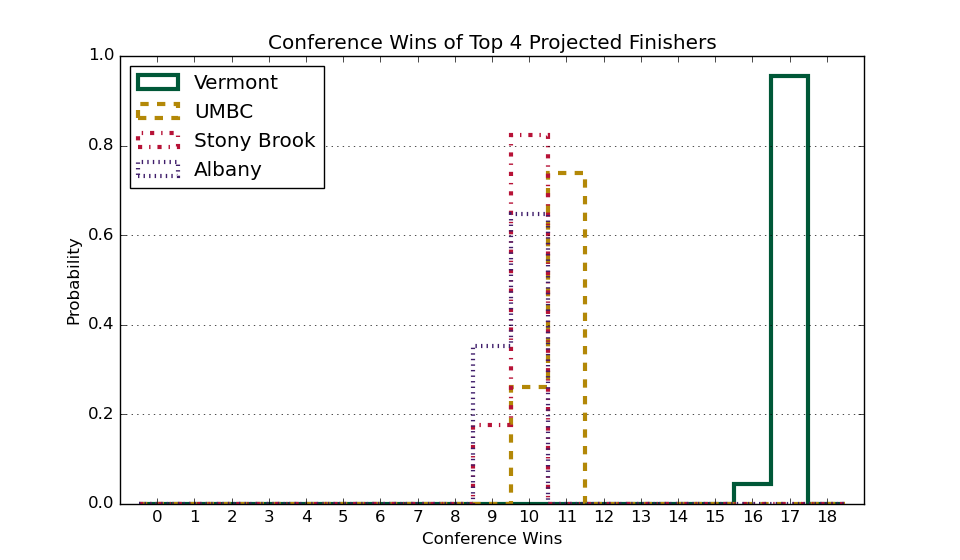 Conference Wins of Top 4 Projected Finishers
1.0
0.8
0.6
0.4
0.2
0.0
Probability
Vermont
UMBC
Stony Brook
Albany
0 1 2 3 4 5 6 7 8 9 10 11 12 13 14 15 16 17 18
Conference Wins